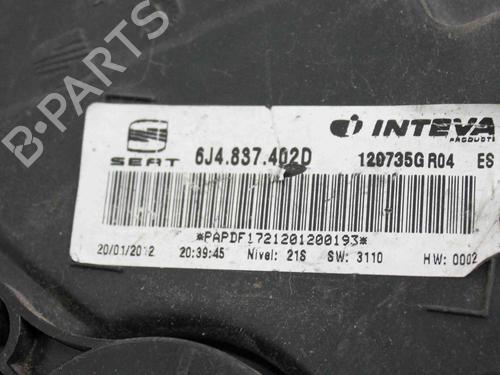 B-Parts
SEAT
6J4.837.402D
INTEVA
PRODUCTS
120735G R04 ES
*PAPDF1721201200193*
20/01/2012 20:39:45 Nivel: 21S SW: 3110 HW: 0002